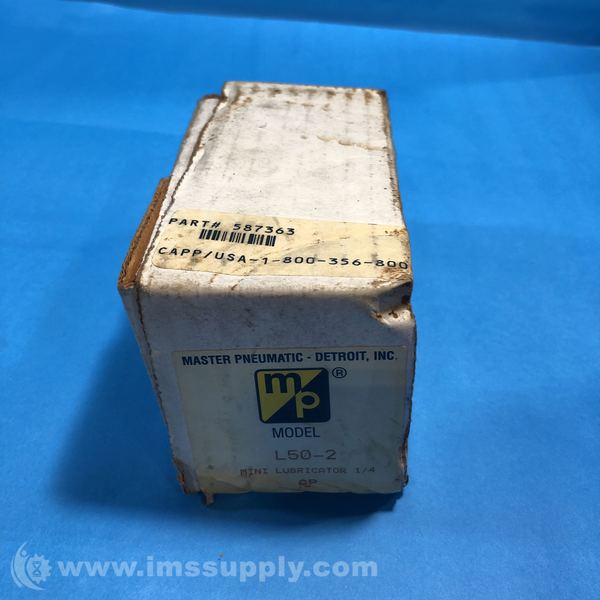 PART# 587363
CAPP/USA-1-800-356-800
MASTER PNEUMATIC - DETROIT, INC.
mp ®
MODEL
L50-2
MINI LUBRICATOR 1/4
www.imssupply.com